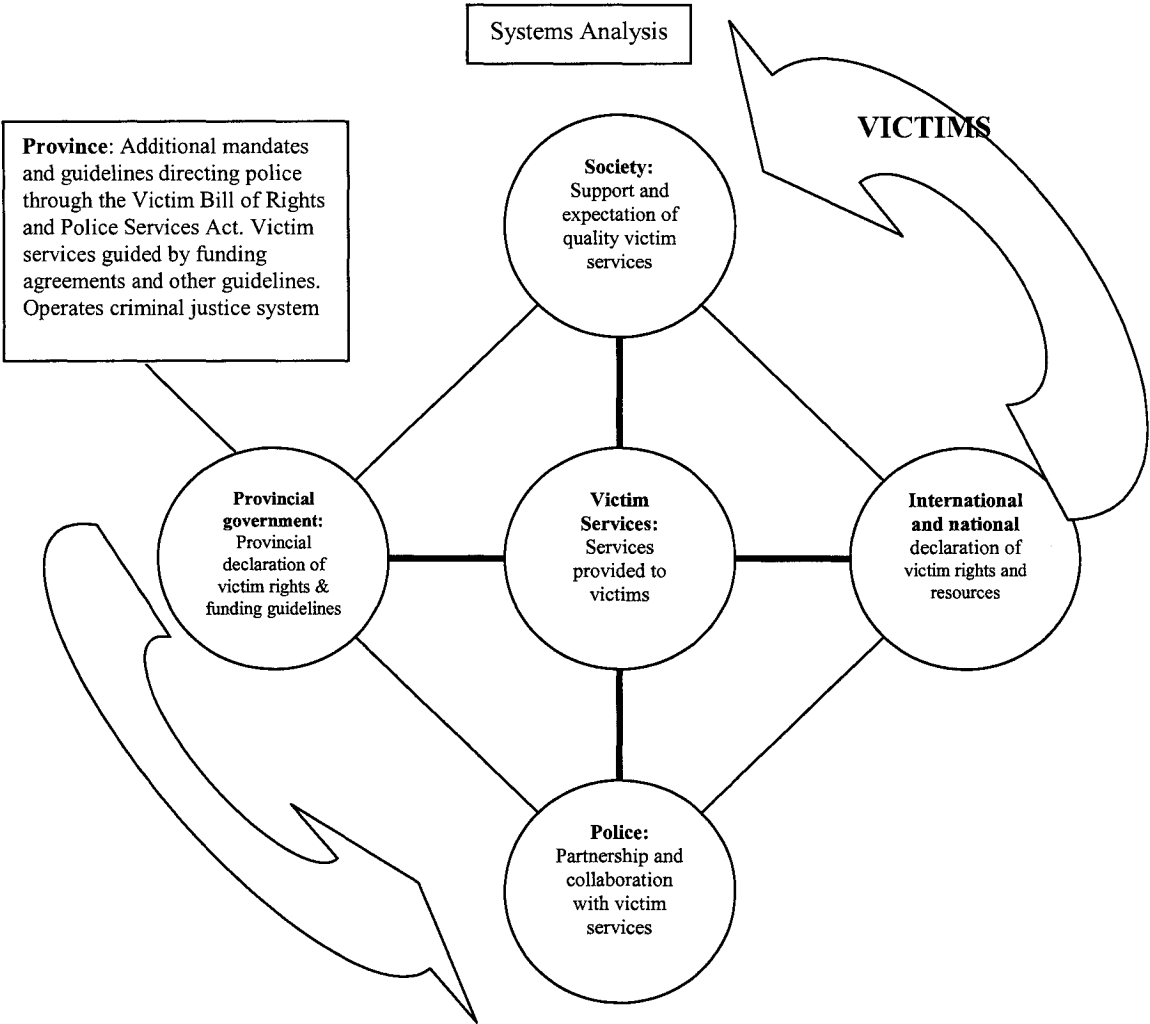 Systems Analysis
VICTIMS
Province: Additional mandates
and guidelines directing police
through the Victim Bill of Rights
and Police Services Act. Victim
services guided by funding
agreements and other guidelines.
Operates criminal justice system
Society:
Support and
expectation of
quality victim
services
Provincial
government:
Provincial
declaration of
victim rights &
funding guidelines
Victim
Services:
Services
provided to
victims
International
and national
declaration of
victim rights and
resources
Police:
Partnership and
collaboration
with victim
services